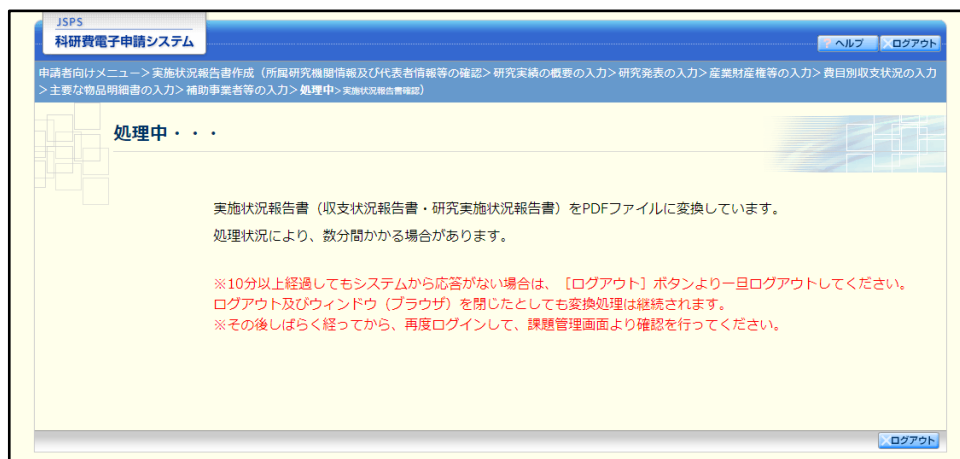 JSPS
科研費電子申請システム
ヘルプ
ログアウト
申請者向けメニュー＞実施状況報告書作成（所属研究機関情報及び代表者情報等の確認＞研究実績の概要の入力＞研究発表の入力＞産業財産権等の入力＞費目別収支状況の入力
＞主要な物品明細書の入力＞補助事業者等の入力＞処理中＞実施状況報告書確認）
処理中・・・
実施状況報告書（収支状況報告書・研究実施状況報告書）をPDFファイルに変換しています。
処理状況により、数分間かかる場合があります。
※10分以上経過してもシステムから応答がない場合は、［ログアウト］ボタンより一旦ログアウトしてください。
ログアウト及びウィンドウ（ブラウザ）を閉じたとしても変換処理は継続されます。
※その後しばらく経ってから、再度ログインして、課題管理画面より確認を行ってください。
ログアウト